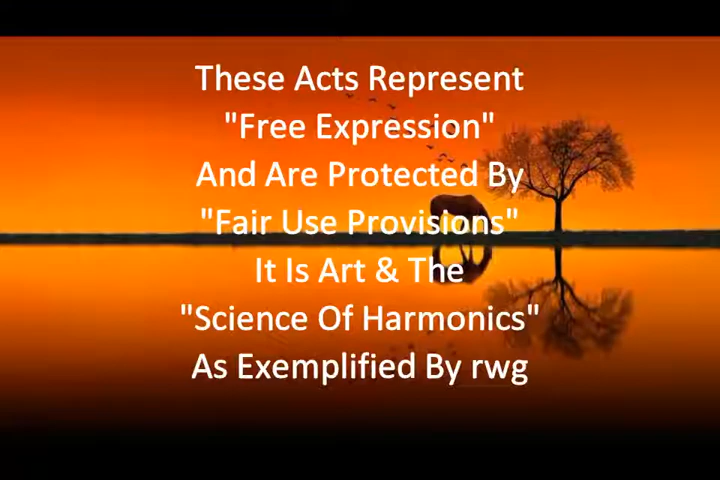 These Acts Represent
"Free Expression"
And Are Protected By
"Fair Use Provisions"
It Is Art & The
"Science Of Harmonics"
As Exemplified By rwg